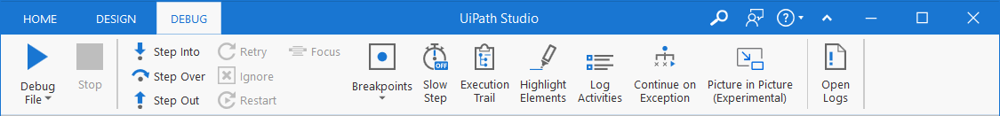 HOME DESIGN DEBUG UiPath Studio
Step Into Retry Focus
Step Over Ignore
Step Out Restart
Debug
File
Stop
Breakpoints
OFF
Slow
Step
Execution
Trail
Highlight
Elements
Log
Activities
Continue on
Exception
Picture in Picture
(Experimental)
Open
Logs